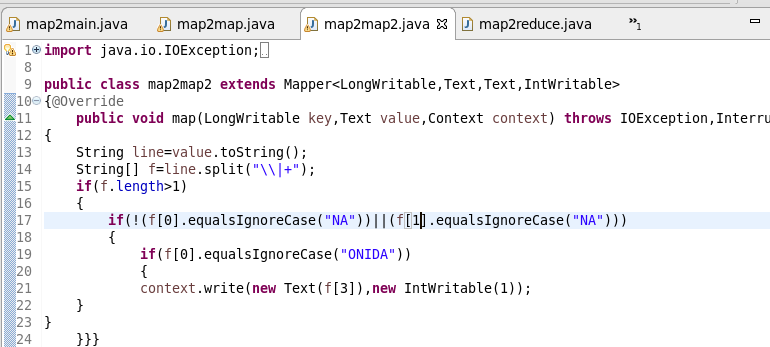 map2main.java map2map.java map2map2.java map2reduce.java »1
1 import java.io.IOException;
8
9 public class map2map2 extends Mapper<LongWritable,Text,Text,IntWritable>
10 {@Override
11 public void map(LongWritable key,Text value,Context context) throws IOException,Interru
12 {
13 String line=value.toString();
14 String[] f=line.split("\\|+");
15 if(f.length>1)
16 {
17 if(!(f[0].equalsIgnoreCase("NA"))||(f[1].equalsIgnoreCase("NA")))
18 {
19 if(f[0].equalsIgnoreCase("ONIDA"))
20 {
21 context.write(new Text(f[3]),new IntWritable(1));
22 }
23 }
24 }}}